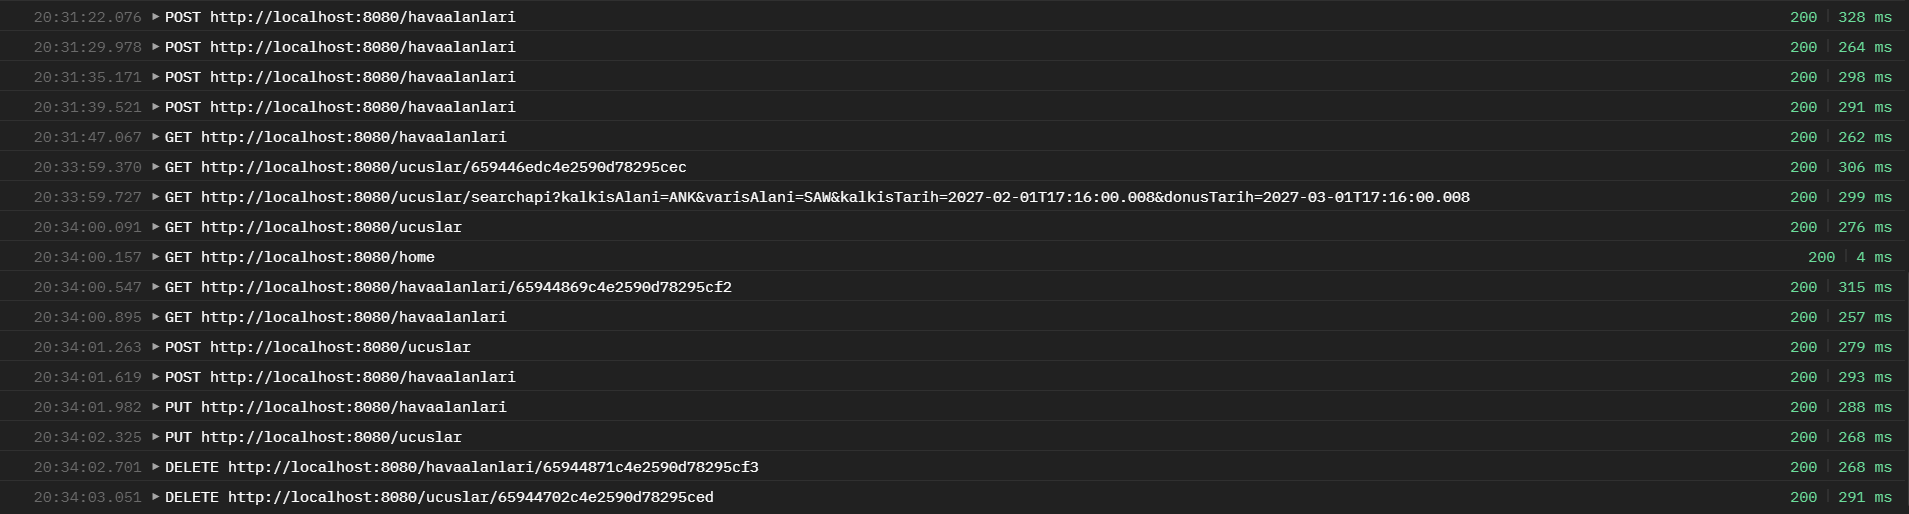 20:31:22.076 ▶ POST http://localhost:8080/havaalanlari 200 | 328 ms
20:31:29.978 ▶ POST http://localhost:8080/havaalanlari 200 | 264 ms
20:31:35.171 ▶ POST http://localhost:8080/havaalanlari 200 | 298 ms
20:31:39.521 ▶ POST http://localhost:8080/havaalanlari 200 | 291 ms
20:31:47.067 ▶ GET http://localhost:8080/havaalanlari 200 | 262 ms
20:33:59.370 ▶ GET http://localhost:8080/ucuslar/659446edc4e2590d78295cec 200 | 306 ms
20:33:59.727 ▶ GET http://localhost:8080/ucuslar/searchapi?kalkisAlani=ANK&varisAlani=SAW&kalkisTarih=2027-02-01T17:16:00.008&donusTarih=2027-03-01T17:16:00.008 200 | 299 ms
20:34:00.091 ▶ GET http://localhost:8080/ucuslar 200 | 276 ms
20:34:00.157 ▶ GET http://localhost:8080/home 200 | 4 ms
20:34:00.547 ▶ GET http://localhost:8080/havaalanlari/65944869c4e2590d78295cf2 200 | 315 ms
20:34:00.895 ▶ GET http://localhost:8080/havaalanlari 200 | 257 ms
20:34:01.263 ▶ POST http://localhost:8080/ucuslar 200 | 279 ms
20:34:01.619 ▶ POST http://localhost:8080/havaalanlari 200 | 293 ms
20:34:01.982 ▶ PUT http://localhost:8080/havaalanlari 200 | 288 ms
20:34:02.325 ▶ PUT http://localhost:8080/ucuslar 200 | 268 ms
20:34:02.701 ▶ DELETE http://localhost:8080/havaalanlari/65944871c4e2590d78295cf3 200 | 268 ms
20:34:03.051 ▶ DELETE http://localhost:8080/ucuslar/65944702c4e2590d78295ced 200 | 291 ms